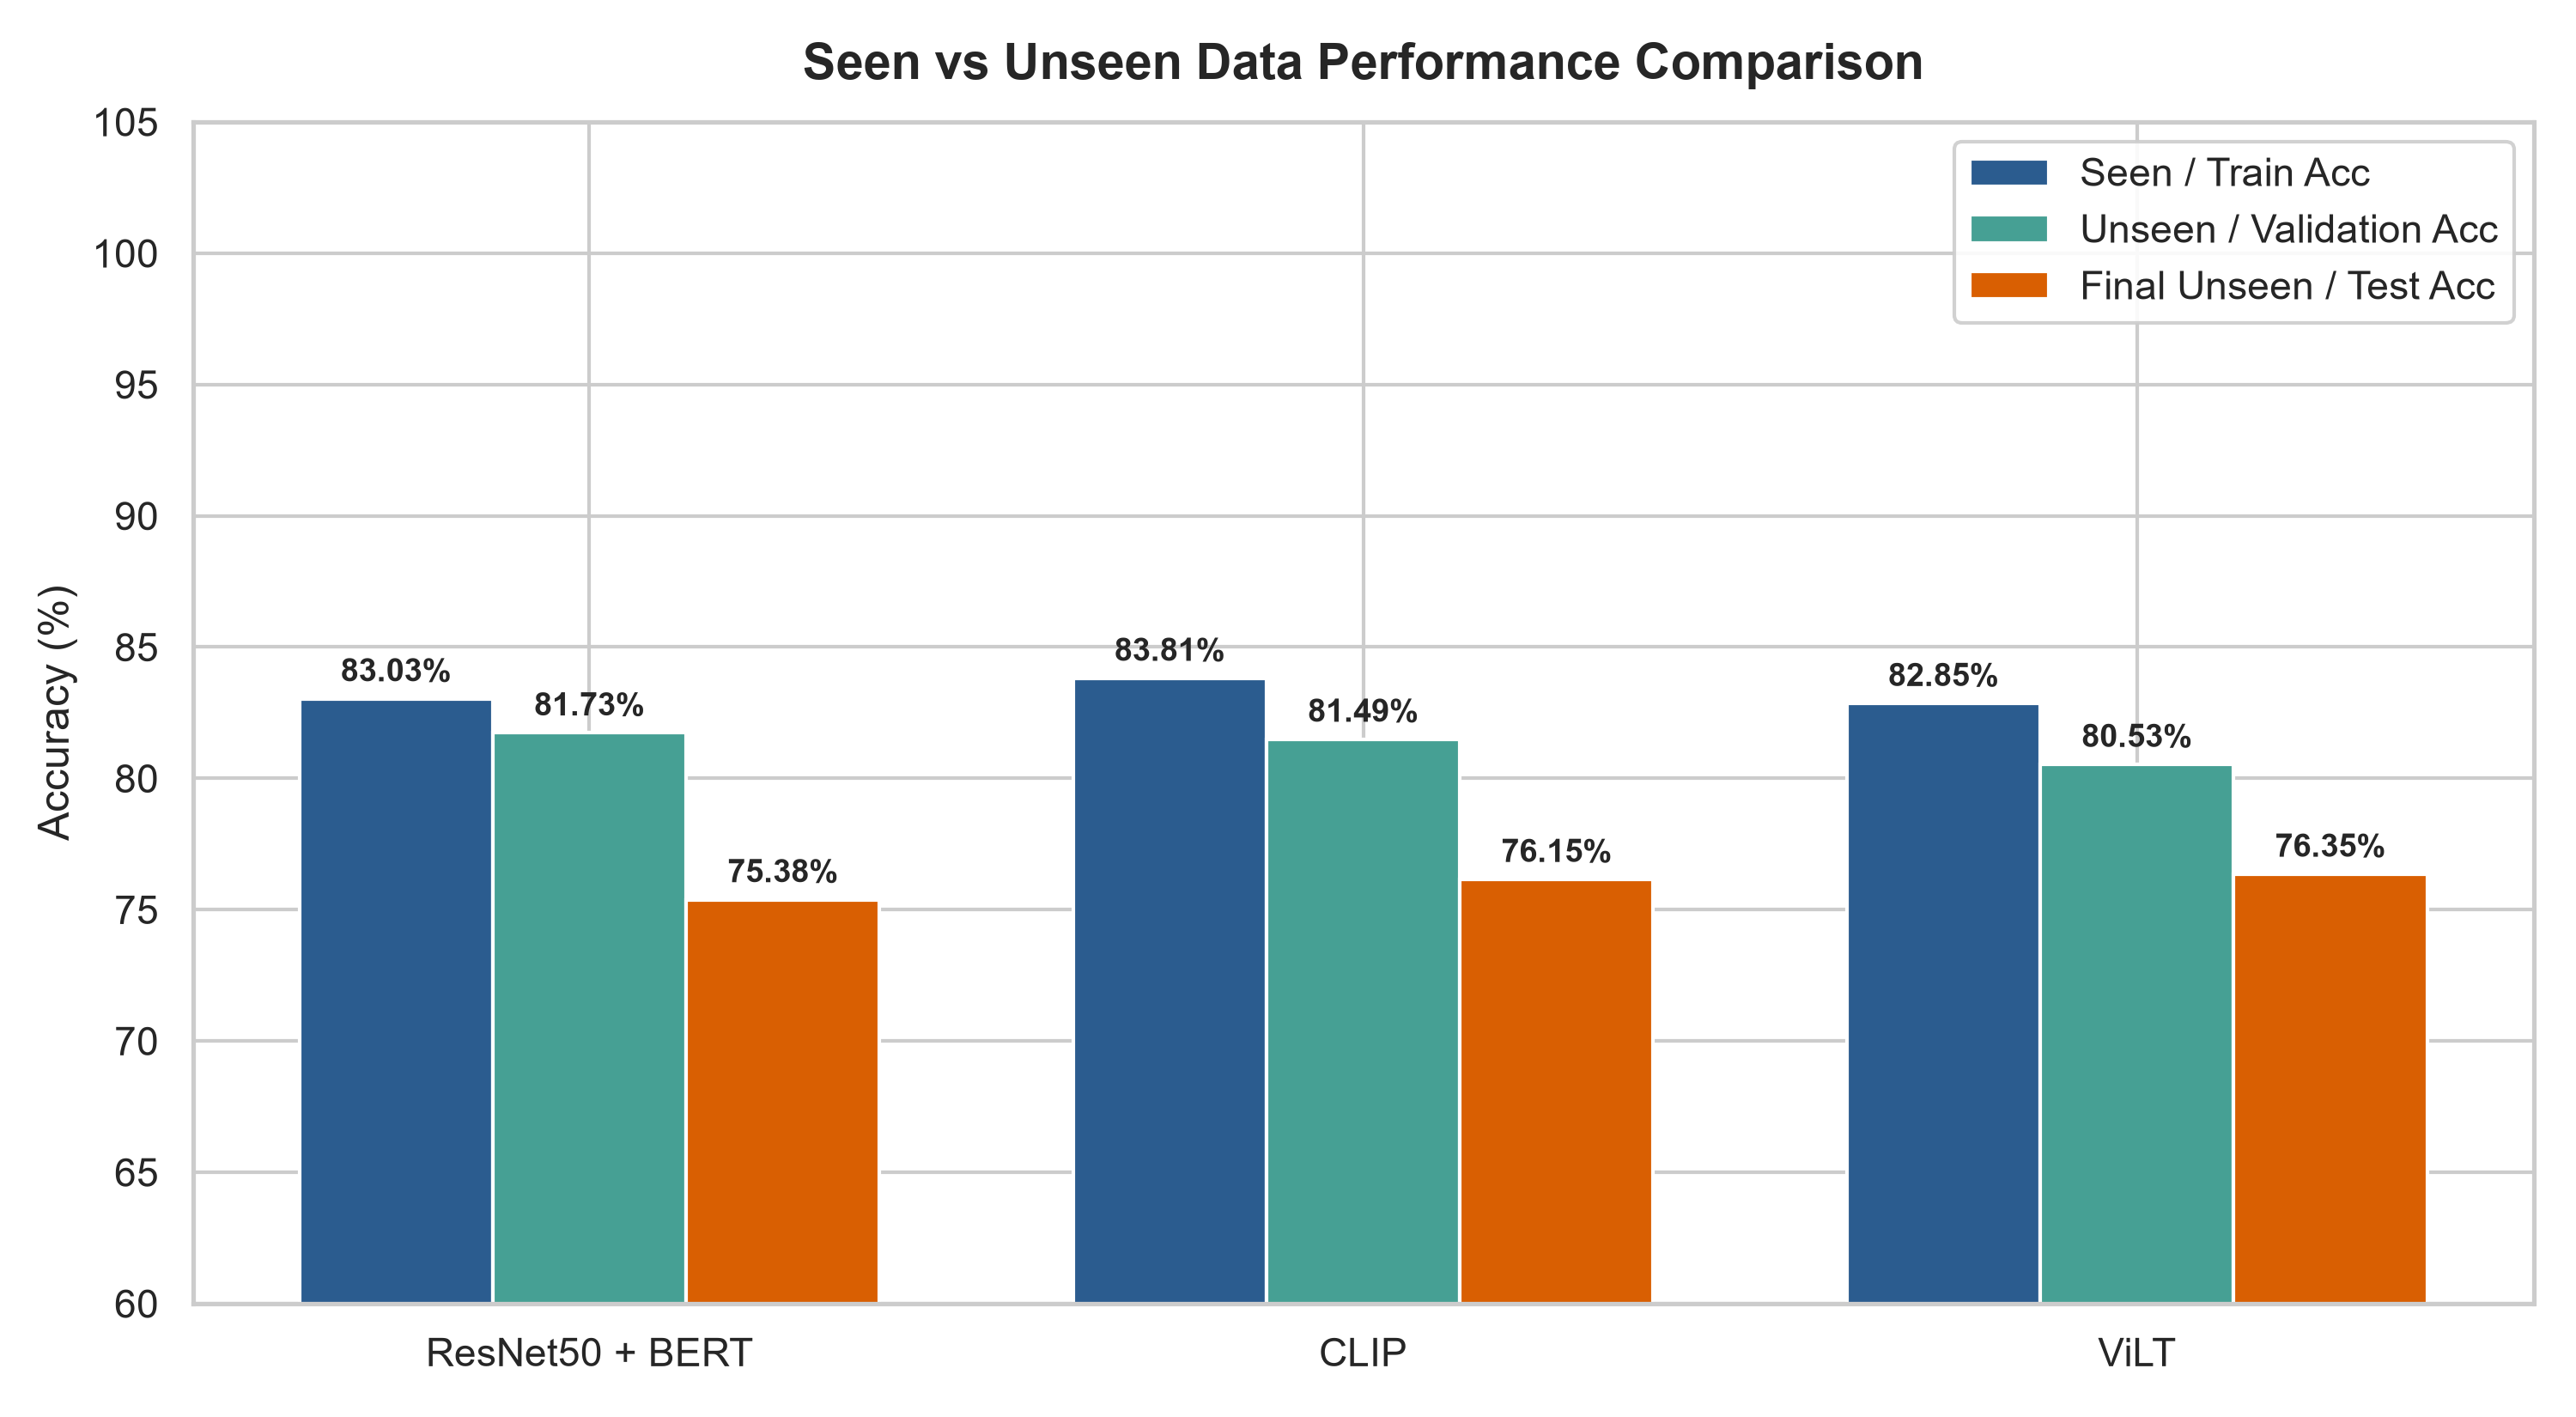 Seen vs Unseen Data Performance Comparison
105
100
95
90
85
80
75
70
65
60
Accuracy (%)
Seen / Train Acc
Unseen / Validation Acc
Final Unseen / Test Acc
83.03%
81.73%
75.38%
83.81%
81.49%
76.15%
82.85%
80.53%
76.35%
ResNet50 + BERT
CLIP
ViLT